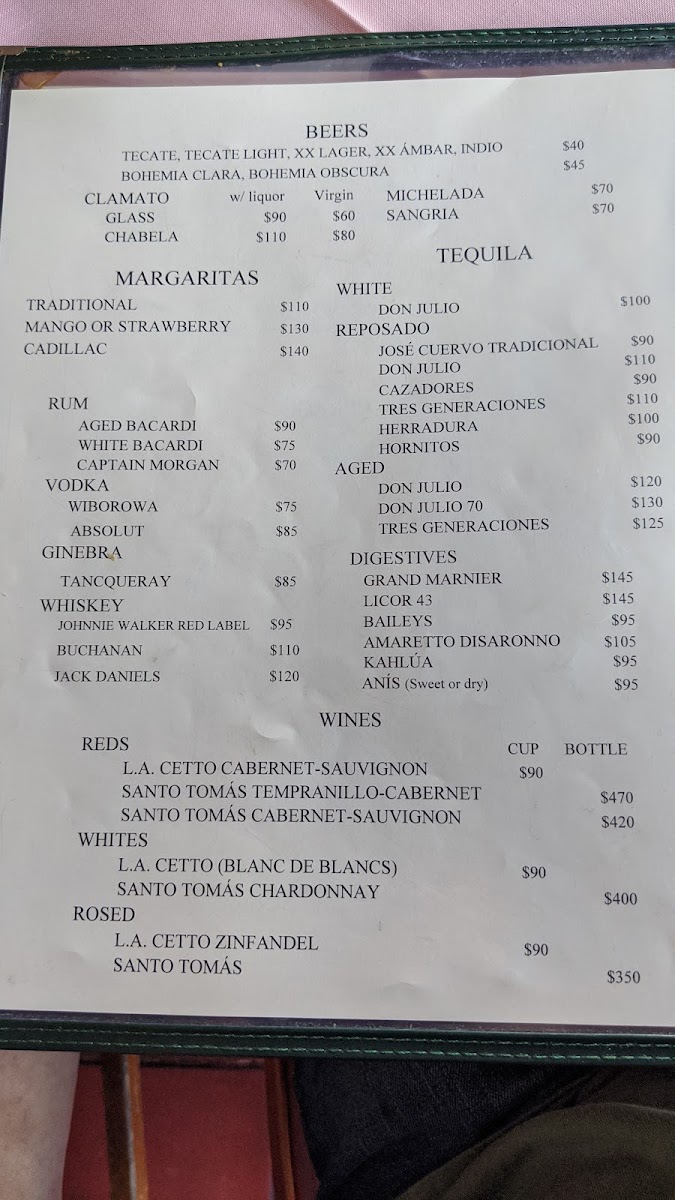 BEERS
TECATE, TECATE LIGHT, XX LAGER, XX ÁMBAR, INDIO $40
BOHEMIA CLARA, BOHEMIA OBSCURA $45
CLAMATO w/ liquor Virgin
GLASS $90 $60
CHABELA $110 $80
MICHELADA $70
SANGRIA $70
MARGARITAS
TRADITIONAL $110
MANGO OR STRAWBERRY $130
CADILLAC $140
RUM
AGED BACARDI $90
WHITE BACARDI $75
CAPTAIN MORGAN $70
VODKA
WIBOROWA $75
ABSOLUT $85
GINEBRA
TANCQUERAY $85
WHISKEY
JOHNNIE WALKER RED LABEL $95
BUCHANAN $110
JACK DANIELS $120
TEQUILA
WHITE
DON JULIO $100
REPOSADO
JOSÉ CUERVO TRADICIONAL $90
DON JULIO $110
CAZADORES $90
TRES GENERACIONES $110
HERRADURA $100
HORNITOS $90
AGED
DON JULIO $120
DON JULIO 70 $130
TRES GENERACIONES $125
DIGESTIVES
GRAND MARNIER $145
LICOR 43 $145
BAILEYS $95
AMARETTO DISARONNO $105
KAHLÚA $95
ANÍS (Sweet or dry) $95
WINES
REDS CUP BOTTLE
L.A. CETTO CABERNET-SAUVIGNON $90
SANTO TOMÁS TEMPRANILLO-CABERNET $470
SANTO TOMÁS CABERNET-SAUVIGNON $420
WHITES
L.A. CETTO (BLANC DE BLANCS) $90
SANTO TOMÁS CHARDONNAY $400
ROSED
L.A. CETTO ZINFANDEL $90
SANTO TOMÁS $350